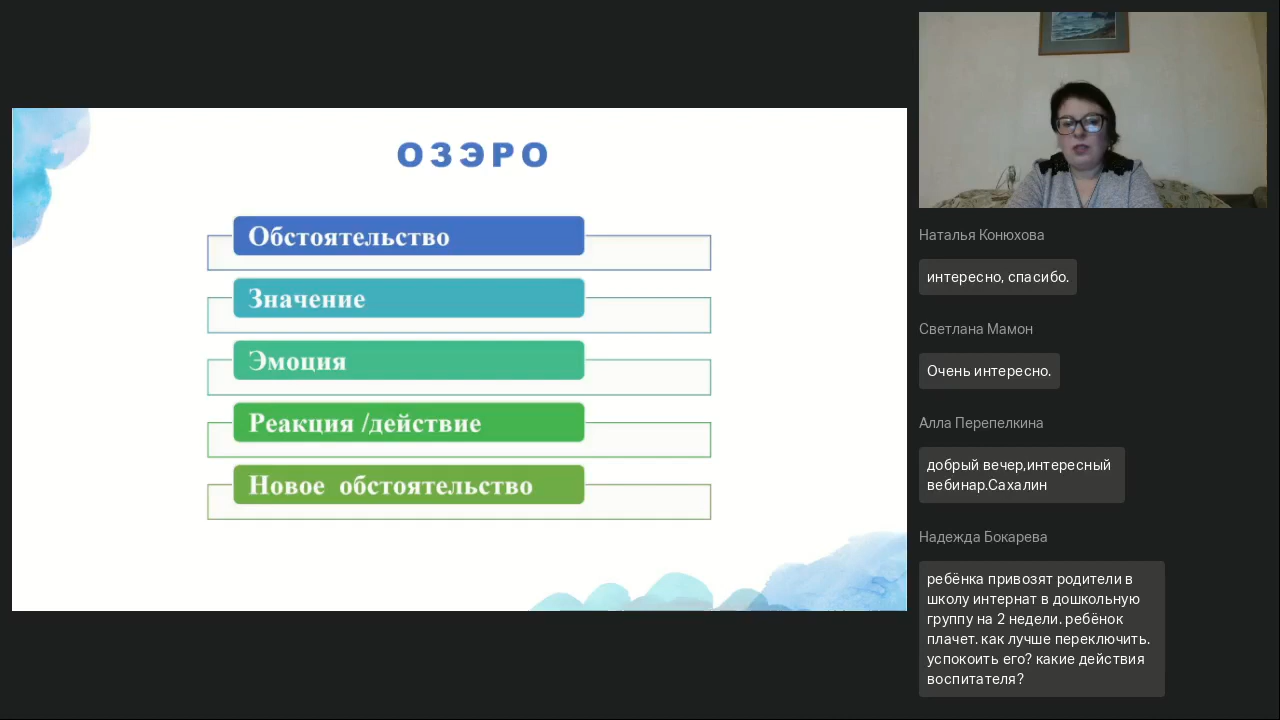 ОЗЭРО
Обстоятельство
Значение
Эмоция
Реакция /действие
Новое обстоятельство
Наталья Конюхова
интересно, спасибо.
Светлана Мамон
Очень интересно.
Алла Перепелкина
добрый вечер,интересный
вебинар.Сахалин
Надежда Бокарева
ребёнка привозят родители в
школу интернат в дошкольную
группу на 2 недели. ребёнок
плачет. как лучше переключить.
успокоить его? какие действия
воспитателя?